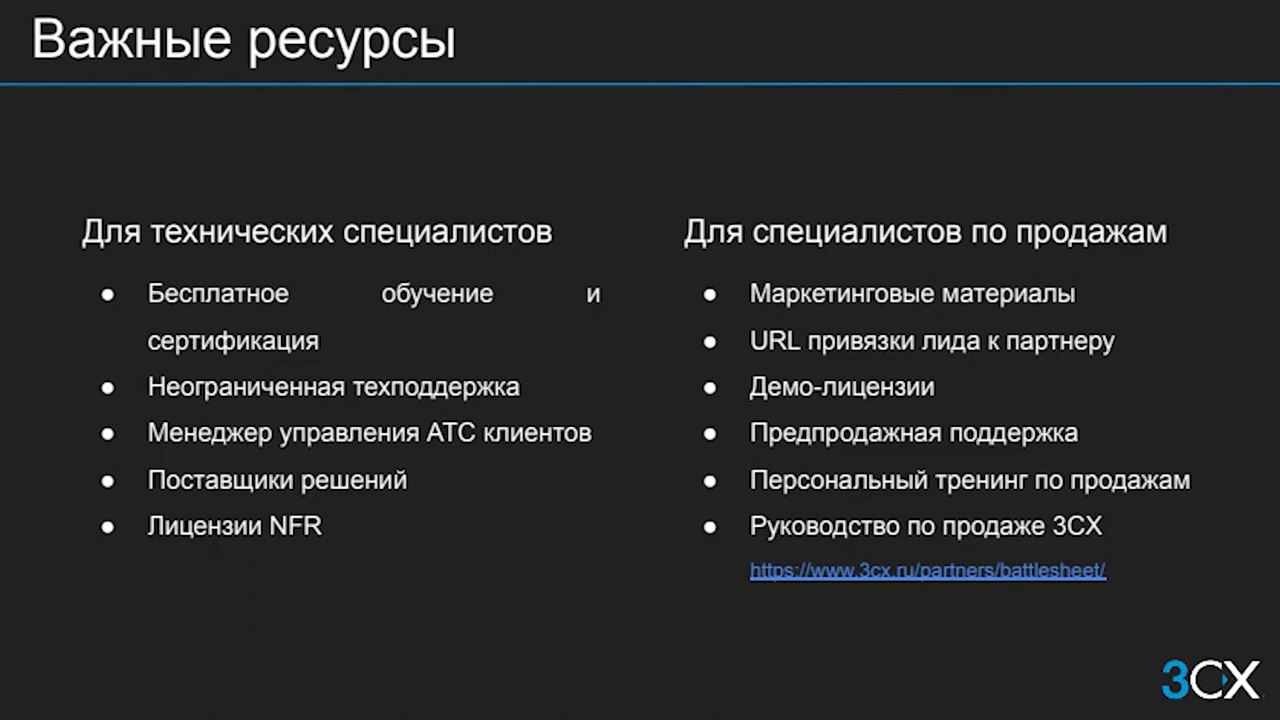 Важные ресурсы
Для технических специалистов
● Бесплатное обучение и
сертификация
● Неограниченная техподдержка
● Менеджер управления АТС клиентов
● Поставщики решений
● Лицензии NFR
Для специалистов по продажам
● Маркетинговые материалы
● URL привязки лида к партнеру
● Демо-лицензии
● Предпродажная поддержка
● Персональный тренинг по продажам
● Руководство по продаже 3CX
https://www.3cx.ru/partners/battlesheet/
3CX